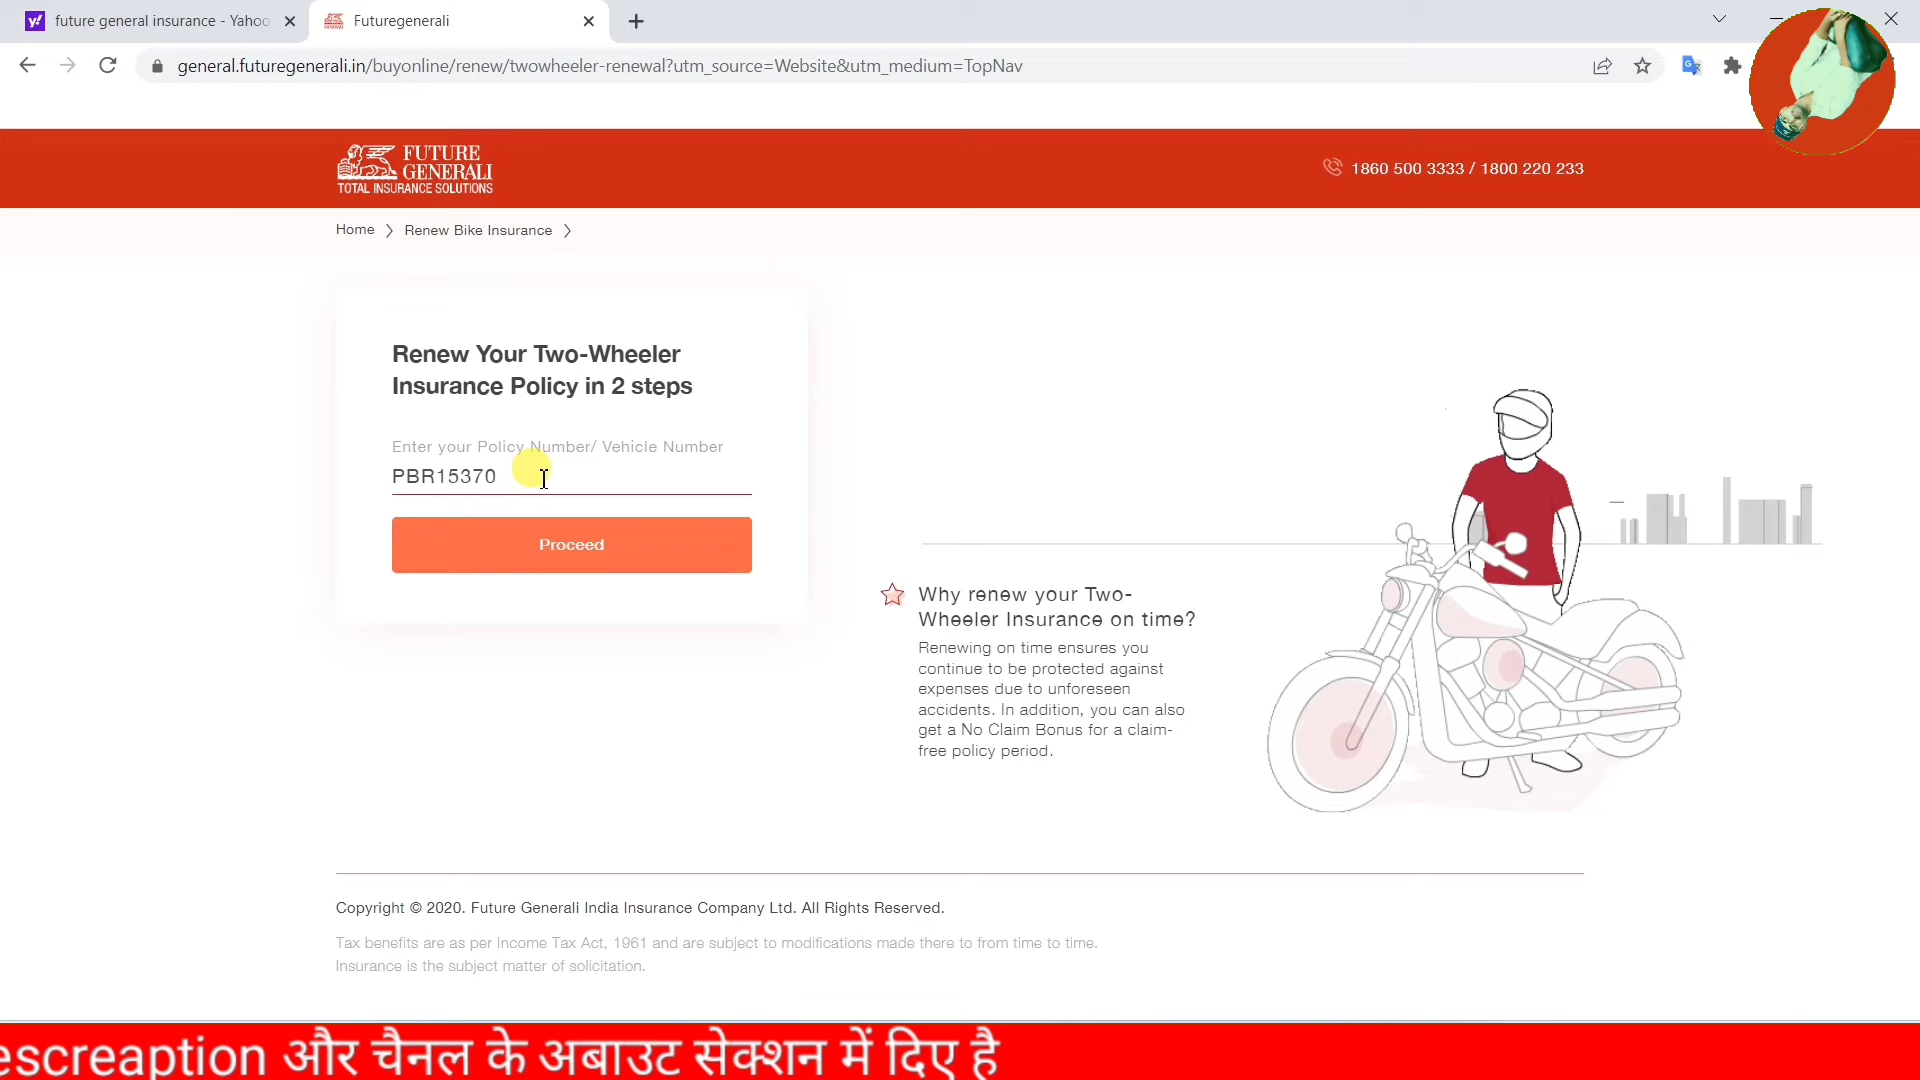 future general insurance - Yahoo
Futuregenerali
general.futuregenerali.in/buyonline/renew/twowheeler-renewal?utm_source=Website&utm_medium=TopNav
FUTURE
GENERALI
TOTAL INSURANCE SOLUTIONS
1860 500 3333 / 1800 220 233
Home
Renew Bike Insurance
Renew Your Two-Wheeler
Insurance Policy in 2 steps
Enter your Policy Number/ Vehicle Number
PBR15370
Proceed
Why renew your Two-
Wheeler Insurance on time?
Renewing on time ensures you
continue to be protected against
expenses due to unforeseen
accidents. In addition, you can also
get a No Claim Bonus for a claim-
free policy period.
Copyright © 2020. Future Generali India Insurance Company Ltd. All Rights Reserved.
Tax benefits are as per Income Tax Act, 1961 and are subject to modifications made there to from time to time.
Insurance is the subject matter of solicitation.
escreaption और चैनल के अबाउट सेक्शन में दिए है